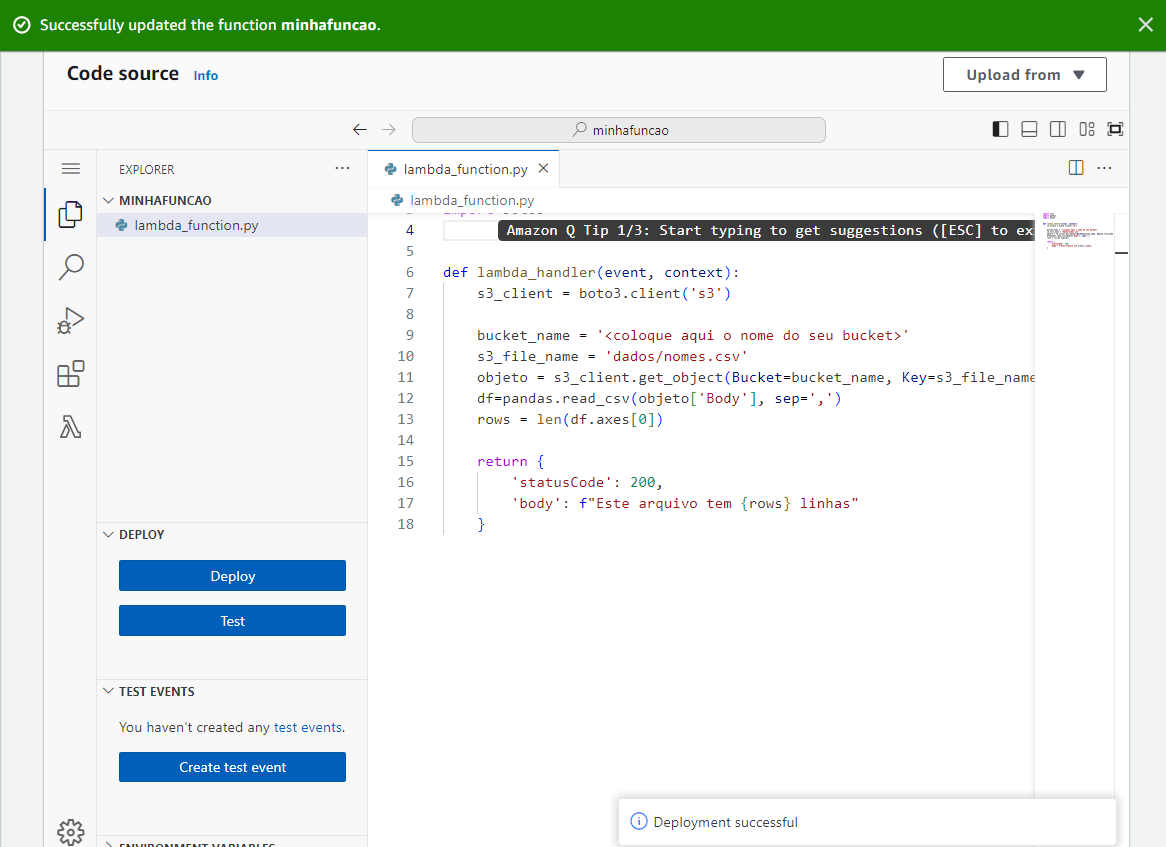 Successfully updated the function minhafuncao.
Code source Info
Upload from
minhafuncao
EXPLORER
lambda_function.py
MINHAFUNCAO
lambda_function.py
lambda_function.py
4 Amazon Q Tip 1/3: Start typing to get suggestions ([ESC] to ex
5
6 def lambda_handler(event, context):
7 s3_client = boto3.client('s3')
8
9 bucket_name = '<coloque aqui o nome do seu bucket>'
10 s3_file_name = 'dados/nomes.csv'
11 objeto = s3_client.get_object(Bucket=bucket_name, Key=s3_file_name
12 df=pandas.read_csv(objeto['Body'], sep=',')
13 rows = len(df.axes[0])
14
15 return {
16 'statusCode': 200,
17 'body': f"Este arquivo tem {rows} linhas"
18 }
DEPLOY
Deploy
Test
TEST EVENTS
You haven't created any test events.
Create test event
ENVIRONMENT VARIABLES
Deployment successful